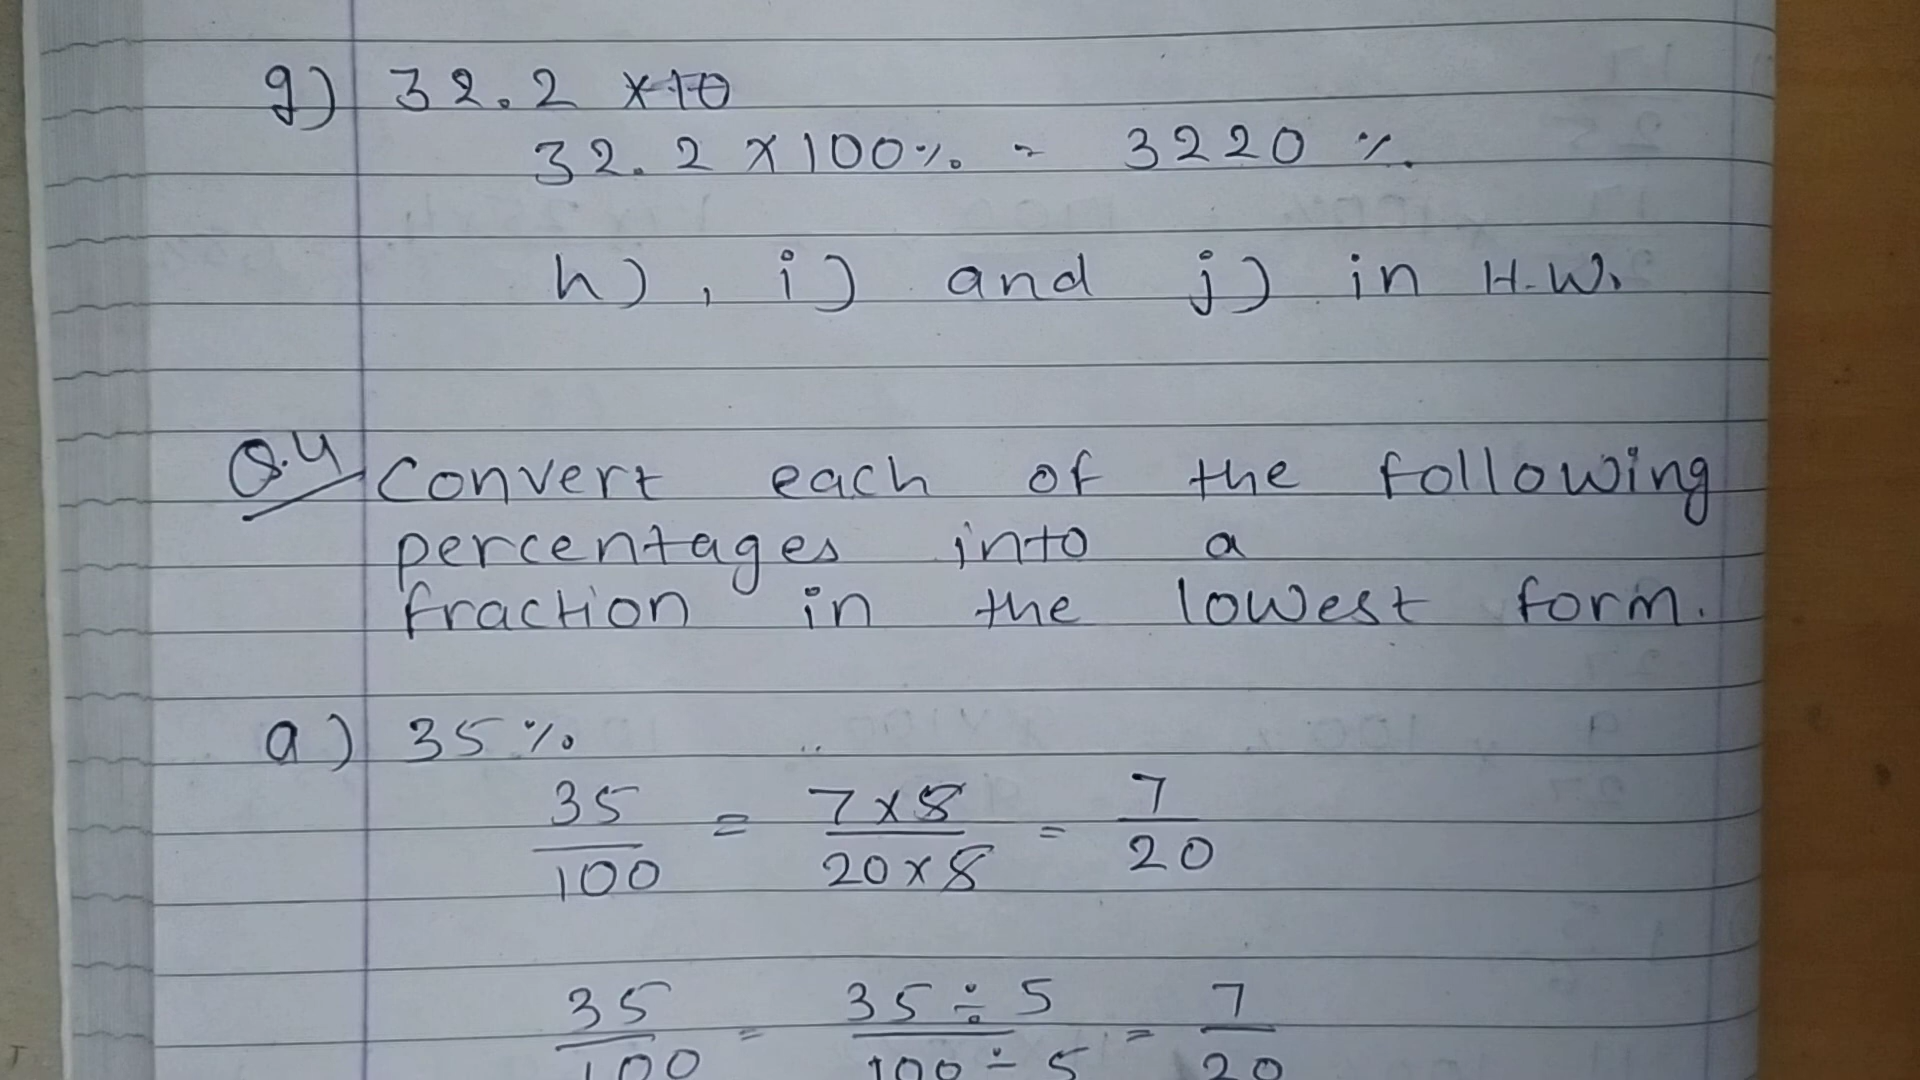 g) 32.2 ×10
32.2 × 100% = 3220 %.
h), i) and j) in H.W.
Q.4 Convert each of the following
percentages into a
fraction in the lowest form.
a) 35%
35/100 = 7×5/20×5 = 7/20
35/100 = 35÷5/100÷5 = 7/20